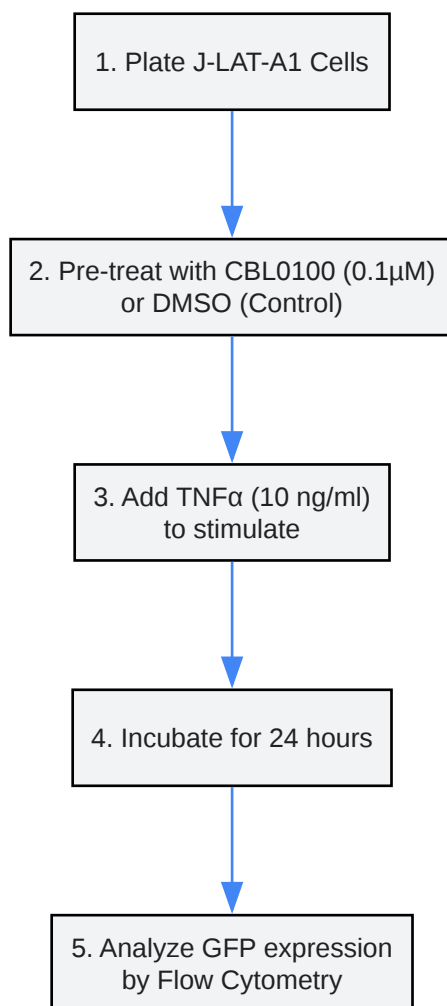 1. Plate J-LAT-A1 Cells
2. Pre-treat with CBL0100 (0.1µM)
or DMSO (Control)
3. Add TNFα (10 ng/ml)
to stimulate
4. Incubate for 24 hours
5. Analyze GFP expression
by Flow Cytometry